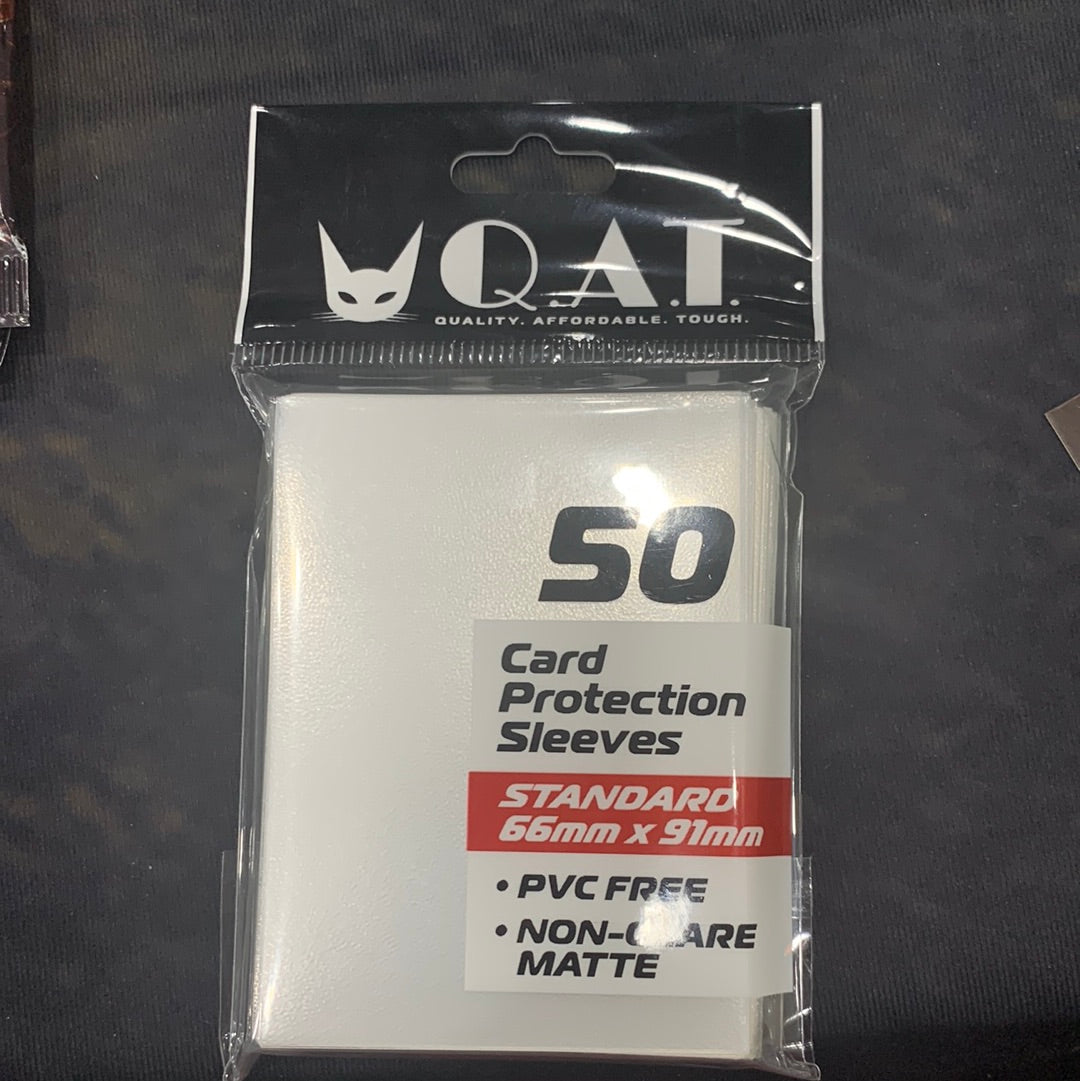 Q.A.T.
QUALITY. AFFORDABLE. TOUGH.
50
Card
Protection
Sleeves
STANDARD
66mm x 91mm
• PVC FREE
• NON-GLARE
MATTE